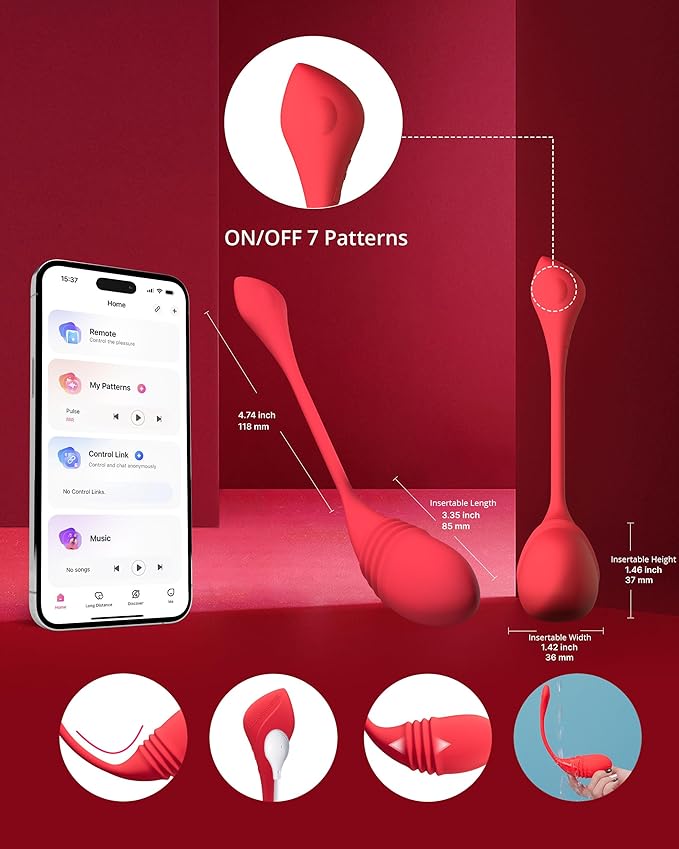 ON/OFF 7 Patterns
15:37
Home
Remote
Control the pleasure
My Patterns
Pulse
Control Link
Control and chat anonymously
No Control Links
Music
No songs
Home
Long Distance
Discover
Me
4.74 inch
118 mm
Insertable Length
3.35 inch
85 mm
Insertable Height
1.46 inch
37 mm
Insertable Width
1.42 inch
36 mm